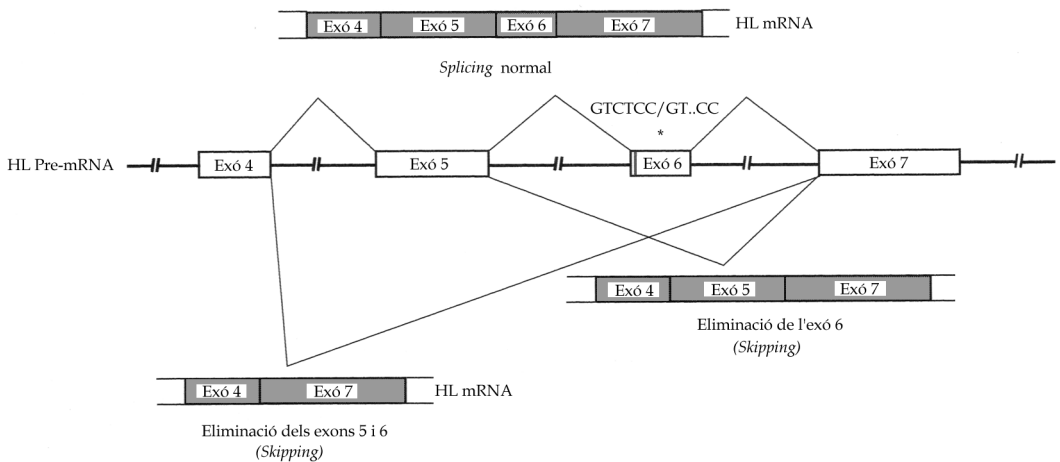 Exó 4 Exó 5 Exó 6 Exó 7 HL mRNA
Splicing normal
GTCTCC/GT..CC
*
HL Pre-mRNA Exó 4 Exó 5 Exó 6 Exó 7
Exó 4 Exó 5 Exó 7
Eliminació de l'exó 6
(Skipping)
Exó 4 Exó 7 HL mRNA
Eliminació dels exons 5 i 6
(Skipping)